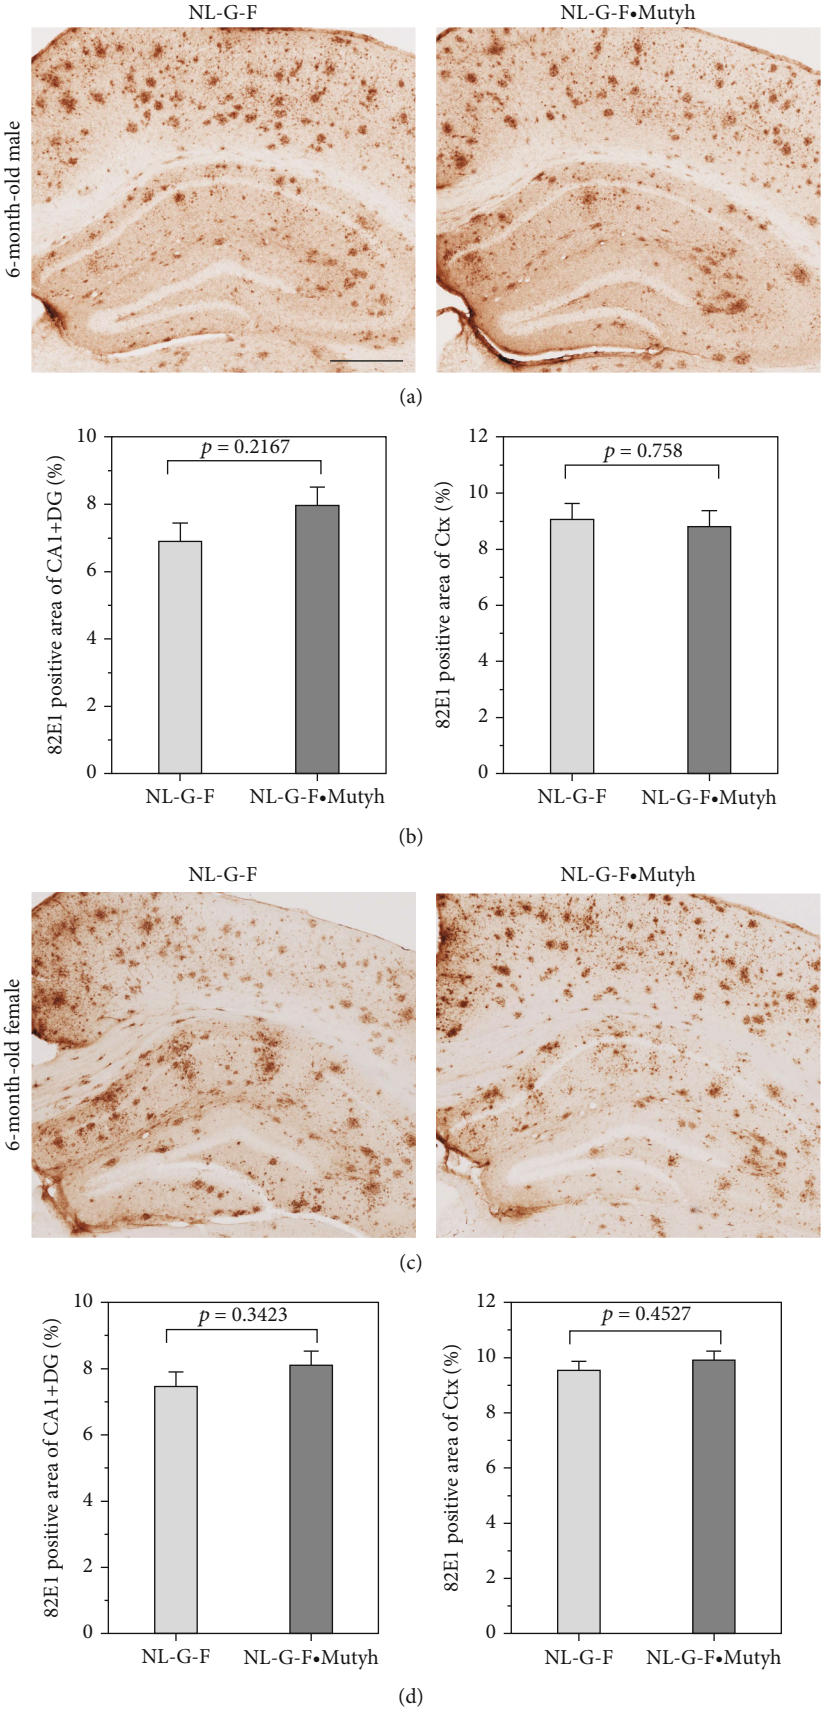 NL-G-F NL-G-F•Mutyh
6-month-old male
(a)
82E1 positive area of CA1+DG (%)
10
8
6
4
2
0
p = 0.2167
NL-G-F NL-G-F•Mutyh
82E1 positive area of Ctx (%)
12
10
8
6
4
2
0
p = 0.758
NL-G-F NL-G-F•Mutyh
(b)
NL-G-F NL-G-F•Mutyh
6-month-old female
(c)
82E1 positive area of CA1+DG (%)
10
8
6
4
2
0
p = 0.3423
NL-G-F NL-G-F•Mutyh
82E1 positive area of Ctx (%)
12
10
8
6
4
2
0
p = 0.4527
NL-G-F NL-G-F•Mutyh
(d)